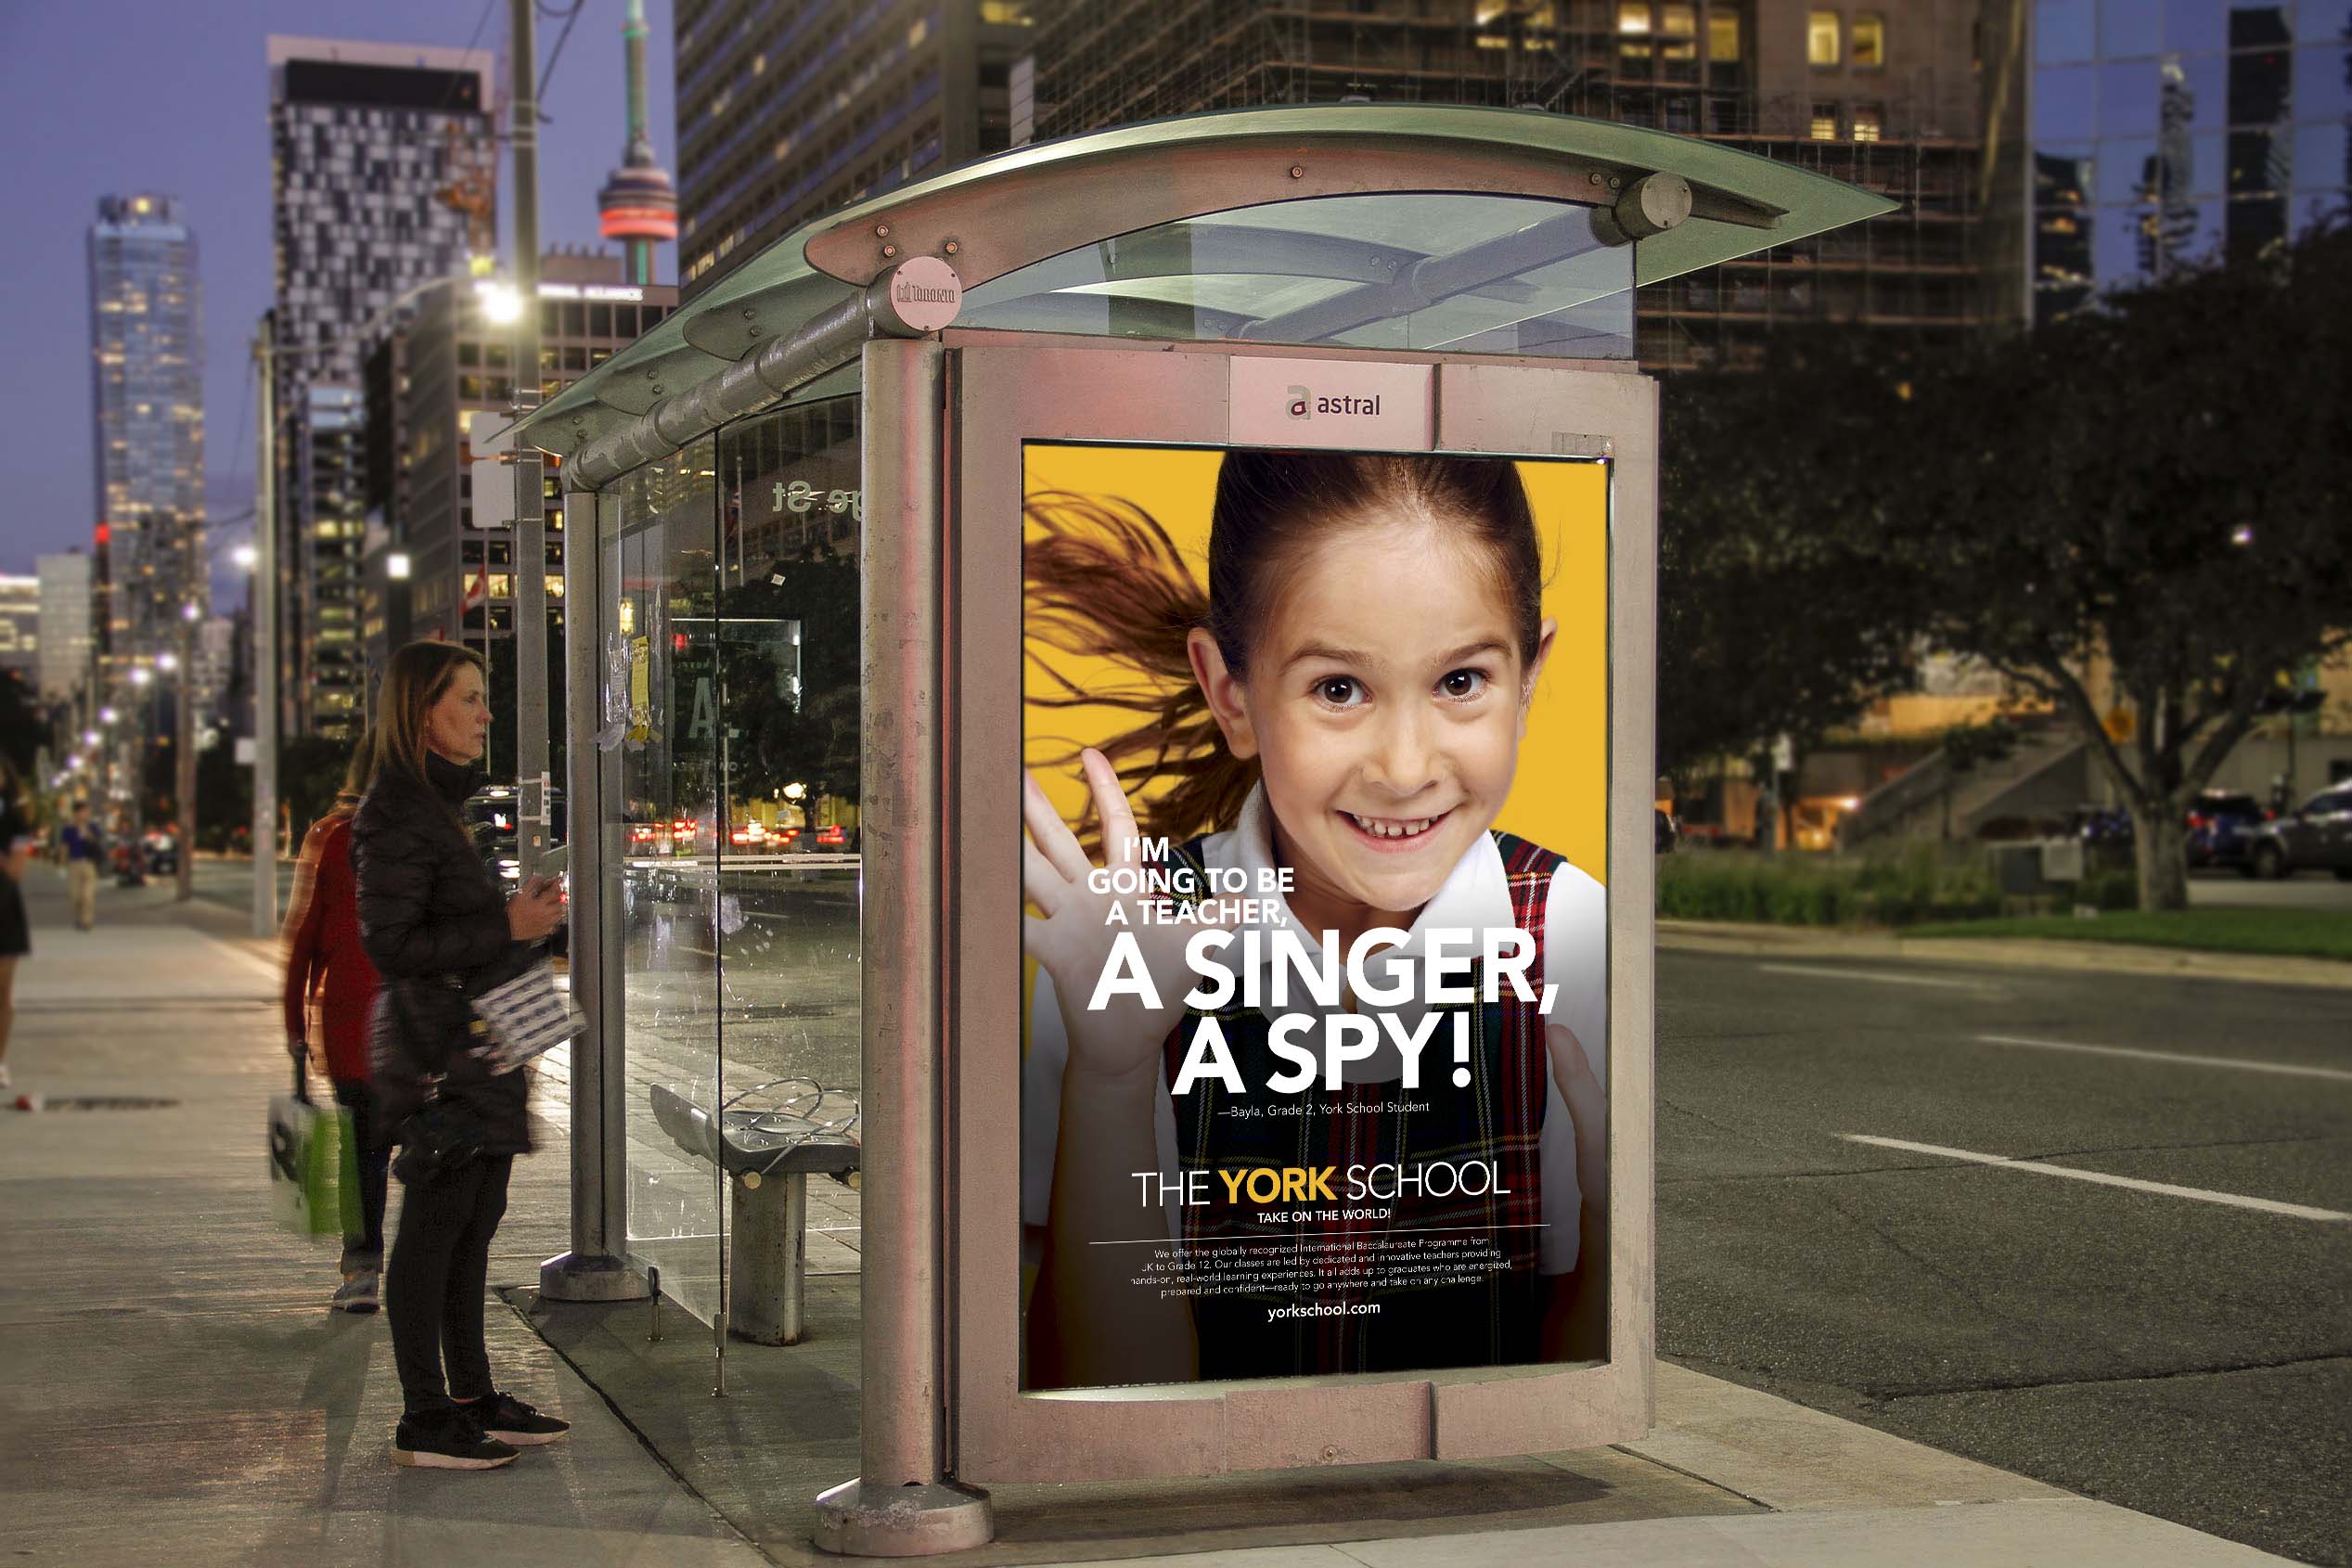 TORONTO
a astral
ge St
I'M
GOING TO BE
A TEACHER,
A SINGER,
A SPY!
—Bayla, Grade 2, York School Student
THE YORK SCHOOL
TAKE ON THE WORLD!
We offer the globally recognized International Baccalaureate Programme from
JK to Grade 12. Our classes are led by dedicated and innovative teachers providing
hands-on, real-world learning experiences. It all adds up to graduates who are energized,
prepared and confident—ready to go anywhere and take on any challenge.
yorkschool.com